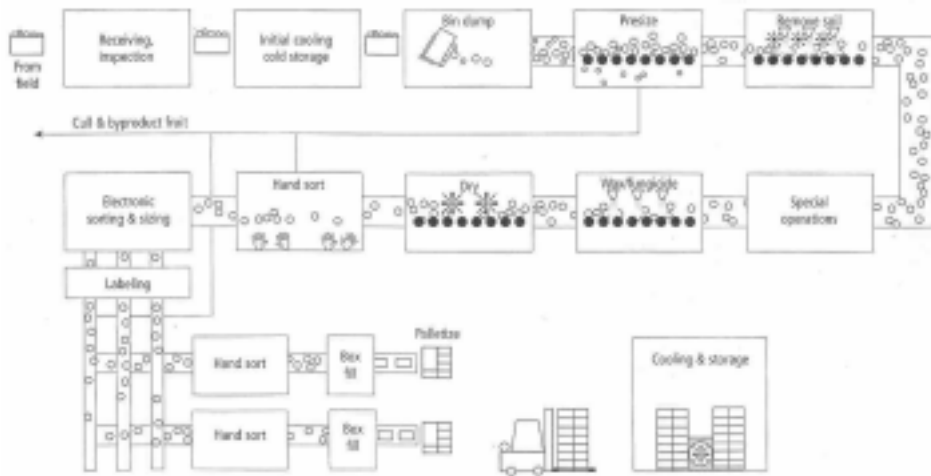 From
field
Receiving,
inspection
Initial cooling
cold storage
Bin dump
Presize
Remove soil
Cull & byproduct fruit
Electronic
sorting & sizing
Hand sort
Dry
Wax/fungicide
Special
operations
Labeling
Hand sort
Box
fill
Palletize
Cooling & storage
Hand sort
Box
fill